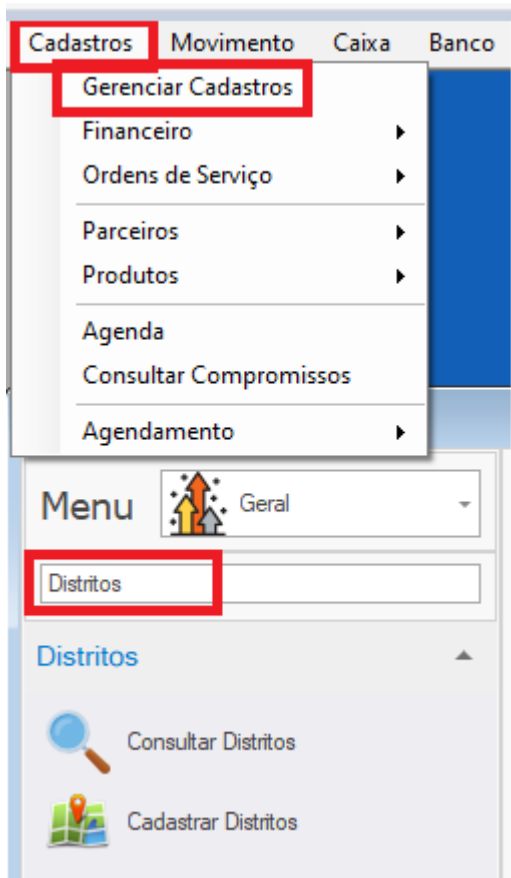 Cadastros Movimento Caixa Banco
Gerenciar Cadastros
Financeiro
Ordens de Serviço
Parceiros
Produtos
Agenda
Consultar Compromissos
Agendamento
Menu Geral
Distritos
Distritos
Consultar Distritos
Cadastrar Distritos